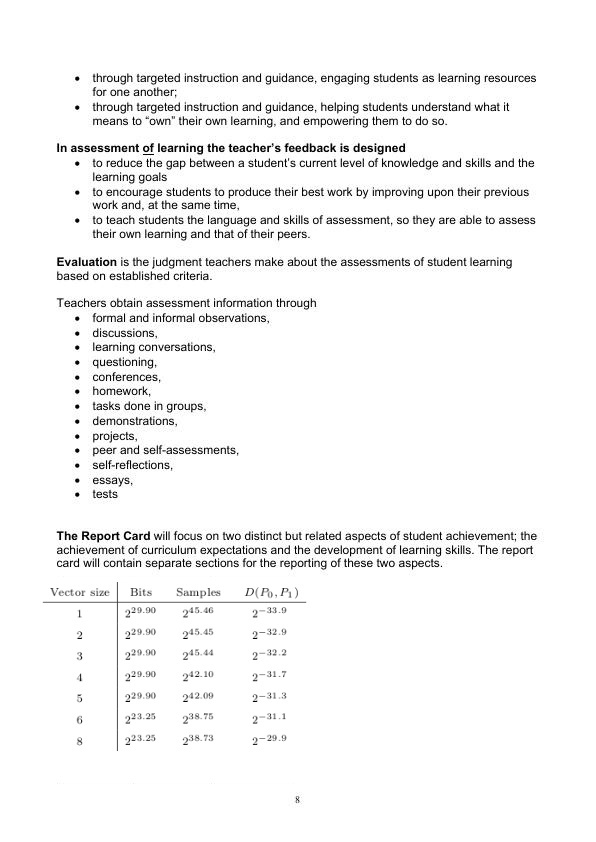 • through targeted instruction and guidance, engaging students as learning resources
for one another;
• through targeted instruction and guidance, helping students understand what it
means to “own” their own learning, and empowering them to do so.
In assessment of learning the teacher’s feedback is designed
• to reduce the gap between a student’s current level of knowledge and skills and the
learning goals
• to encourage students to produce their best work by improving upon their previous
work and, at the same time,
• to teach students the language and skills of assessment, so they are able to assess
their own learning and that of their peers.
Evaluation is the judgment teachers make about the assessments of student learning
based on established criteria.
Teachers obtain assessment information through
• formal and informal observations,
• discussions,
• learning conversations,
• questioning,
• conferences,
• homework,
• tasks done in groups,
• demonstrations,
• projects,
• peer and self-assessments,
• self-reflections,
• essays,
• tests
The Report Card will focus on two distinct but related aspects of student achievement; the
achievement of curriculum expectations and the development of learning skills. The report
card will contain separate sections for the reporting of these two aspects.
Vector size Bits Samples D(P₀, P₁)
1 2^29.90 2^45.46 2^−33.9
2 2^29.90 2^45.45 2^−32.9
3 2^29.90 2^45.44 2^−32.2
4 2^29.90 2^42.10 2^−31.7
5 2^29.90 2^42.09 2^−31.3
6 2^23.25 2^38.75 2^−31.1
8 2^23.25 2^38.73 2^−29.9
8